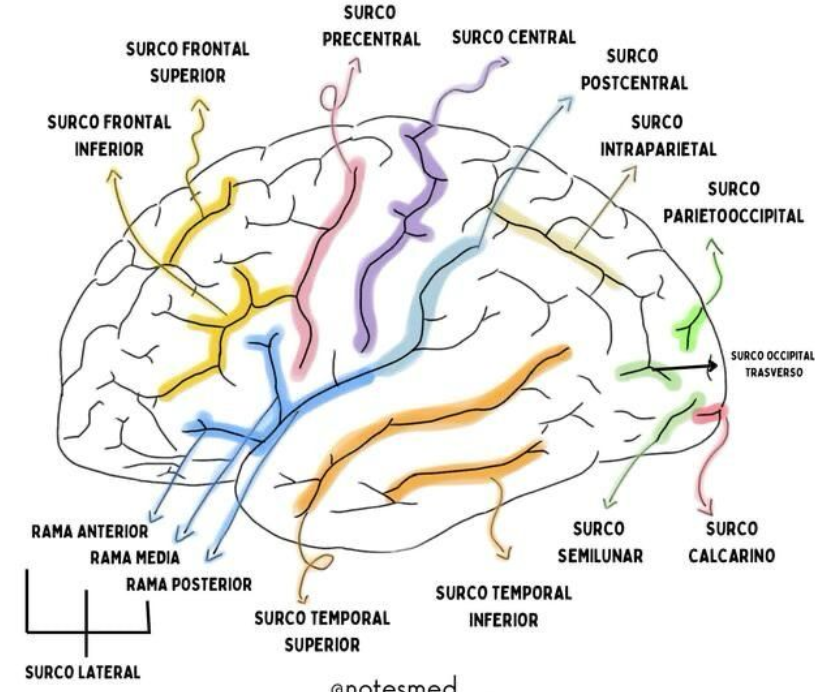 SURCO
PRECENTRAL
SURCO CENTRAL
SURCO FRONTAL
SUPERIOR
SURCO
POSTCENTRAL
SURCO FRONTAL
INFERIOR
SURCO
INTRAPARIETAL
SURCO
PARIETOOCCIPITAL
SURCO OCCIPITAL
TRASVERSO
RAMA ANTERIOR
RAMA MEDIA
RAMA POSTERIOR
SURCO LATERAL
SURCO TEMPORAL
SUPERIOR
SURCO TEMPORAL
INFERIOR
SURCO
SEMILUNAR
SURCO
CALCARINO
@notesmed